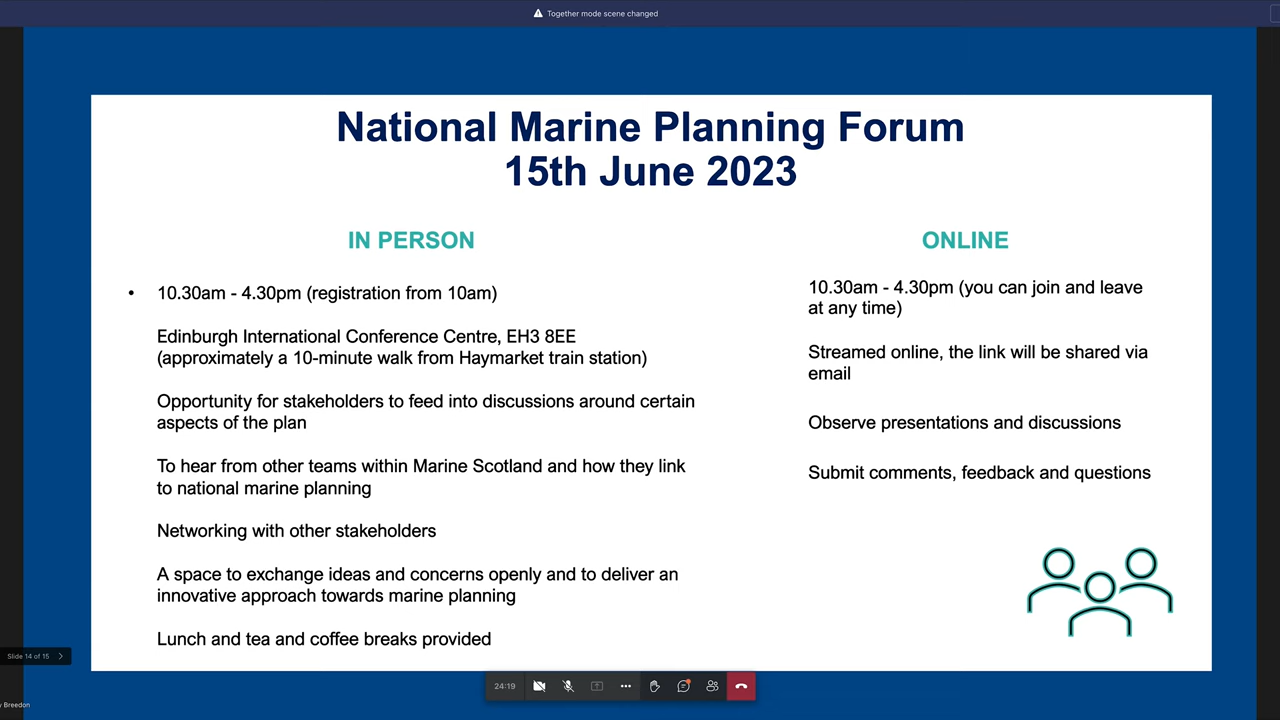 Together mode scene changed
National Marine Planning Forum
15th June 2023
IN PERSON
• 10.30am - 4.30pm (registration from 10am)
Edinburgh International Conference Centre, EH3 8EE
(approximately a 10-minute walk from Haymarket train station)
Opportunity for stakeholders to feed into discussions around certain
aspects of the plan
To hear from other teams within Marine Scotland and how they link
to national marine planning
Networking with other stakeholders
A space to exchange ideas and concerns openly and to deliver an
innovative approach towards marine planning
Lunch and tea and coffee breaks provided
ONLINE
10.30am - 4.30pm (you can join and leave
at any time)
Streamed online, the link will be shared via
email
Observe presentations and discussions
Submit comments, feedback and questions
Slide 14 of 15
24:19
y Breedon